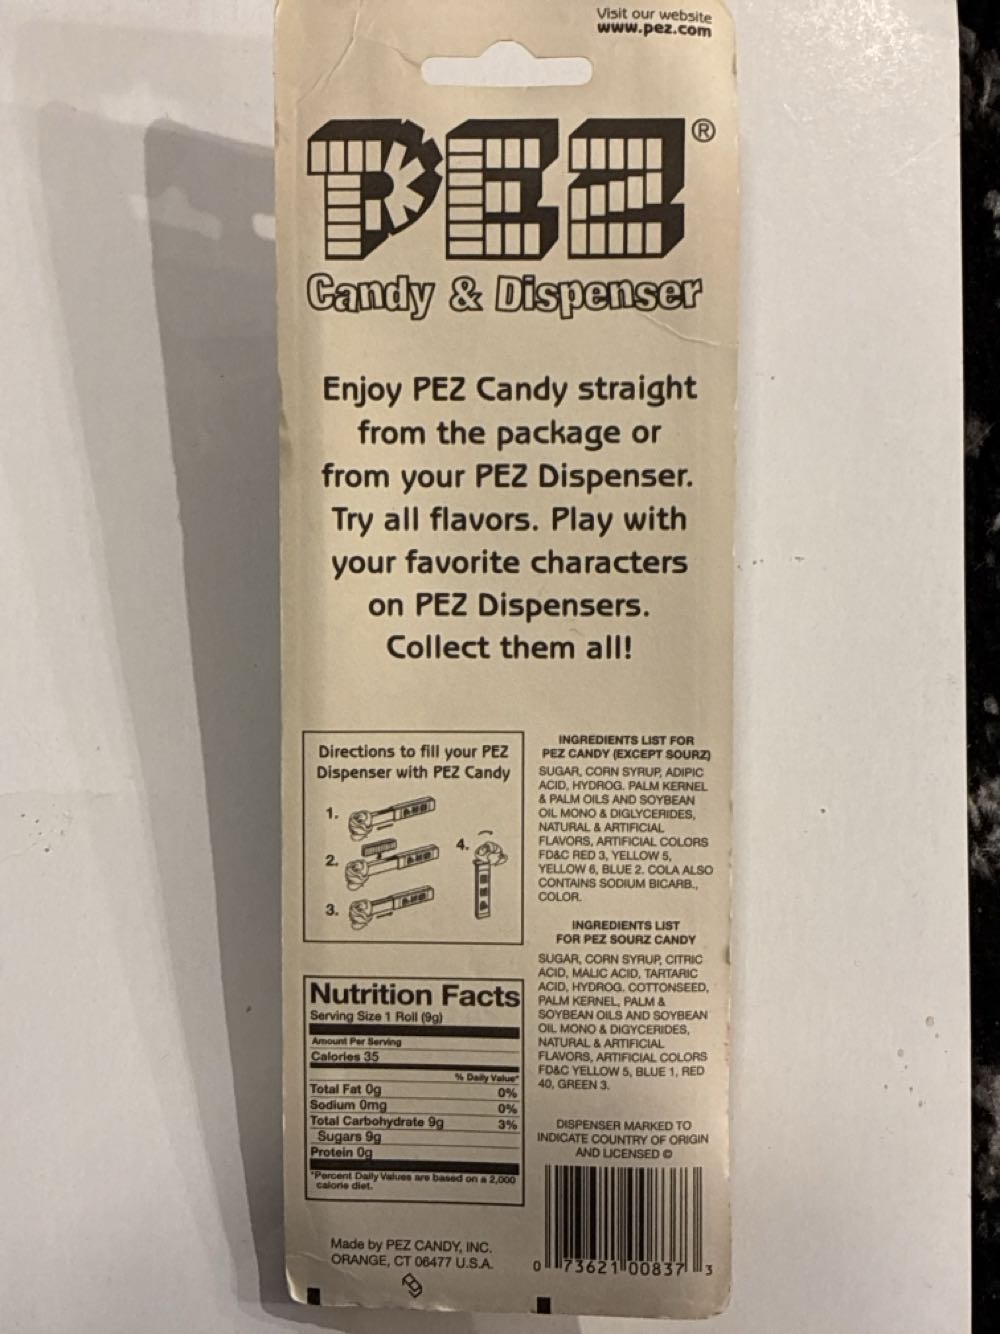 Visit our website
www.pez.com
PEZ®
Candy & Dispenser
Enjoy PEZ Candy straight
from the package or
from your PEZ Dispenser.
Try all flavors. Play with
your favorite characters
on PEZ Dispensers.
Collect them all!
Directions to fill your PEZ
Dispenser with PEZ Candy
1.
2.
3.
4.
INGREDIENTS LIST FOR
PEZ CANDY (EXCEPT SOURZ)
SUGAR, CORN SYRUP, ADIPIC
ACID, HYDROG. PALM KERNEL
& PALM OILS AND SOYBEAN
OIL MONO & DIGLYCERIDES,
NATURAL & ARTIFICIAL
FLAVORS, ARTIFICIAL COLORS
FD&C RED 3, YELLOW 5,
YELLOW 6, BLUE 2. COLA ALSO
CONTAINS SODIUM BICARB.,
COLOR.
INGREDIENTS LIST
FOR PEZ SOURZ CANDY
SUGAR, CORN SYRUP, CITRIC
ACID, MALIC ACID, TARTARIC
ACID, HYDROG. COTTONSEED,
PALM KERNEL, PALM &
SOYBEAN OILS AND SOYBEAN
OIL MONO & DIGYCERIDES,
NATURAL & ARTIFICIAL
FLAVORS, ARTIFICIAL COLORS
FD&C YELLOW 5, BLUE 1, RED
40, GREEN 3.
Nutrition Facts
Serving Size 1 Roll (9g)
Amount Per Serving
Calories 35
% Daily Value*
Total Fat 0g 0%
Sodium 0mg 0%
Total Carbohydrate 9g 3%
Sugars 9g
Protein 0g
*Percent Daily Values are based on a 2,000
calorie diet.
DISPENSER MARKED TO
INDICATE COUNTRY OF ORIGIN
AND LICENSED ©
Made by PEZ CANDY, INC.
ORANGE, CT 06477 U.S.A.
0 73621 00837 3